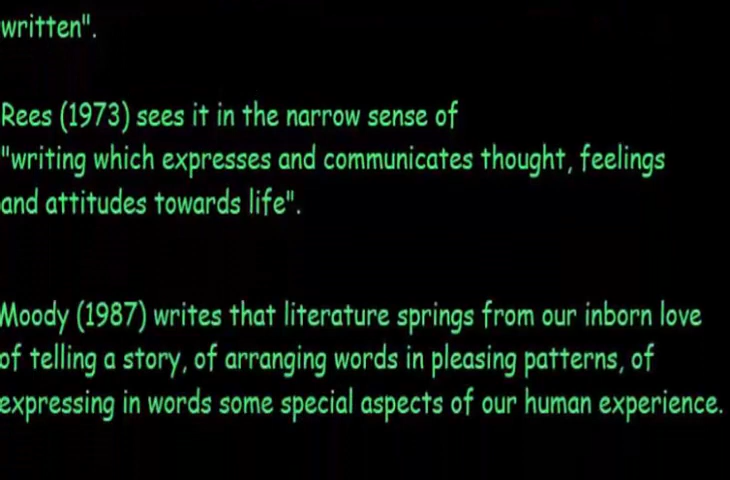 written".
Rees (1973) sees it in the narrow sense of
"writing which expresses and communicates thought, feelings
and attitudes towards life".
Moody (1987) writes that literature springs from our inborn love
of telling a story, of arranging words in pleasing patterns, of
expressing in words some special aspects of our human experience.